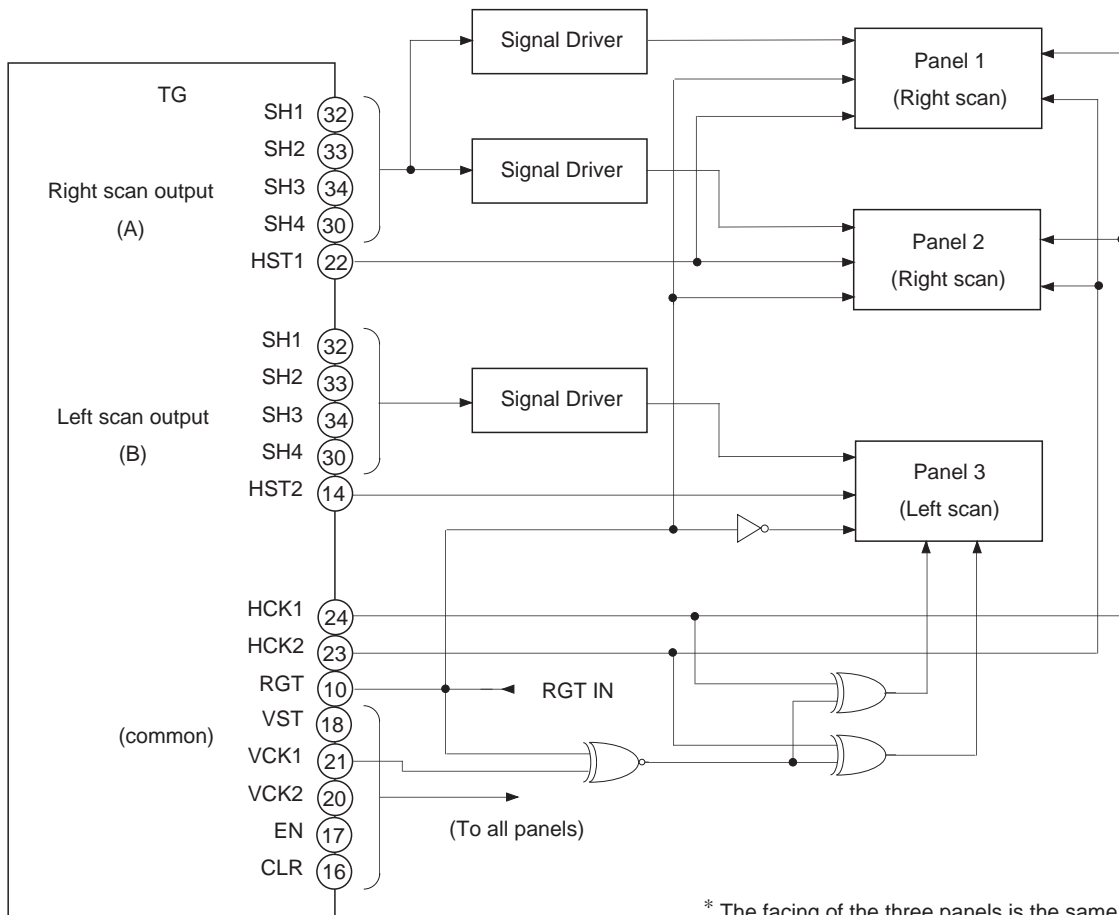 TG
Right scan output
(A)
SH1 32
SH2 33
SH3 34
SH4 30
HST1 22
Left scan output
(B)
SH1 32
SH2 33
SH3 34
SH4 30
HST2 14
(common)
HCK1 24
HCK2 23
RGT 10
VST 18
VCK1 21
VCK2 20
EN 17
CLR 16
Signal Driver
Signal Driver
Signal Driver
RGT IN
(To all panels)
Panel 1
(Right scan)
Panel 2
(Right scan)
Panel 3
(Left scan)
* The facing of the three panels is the same